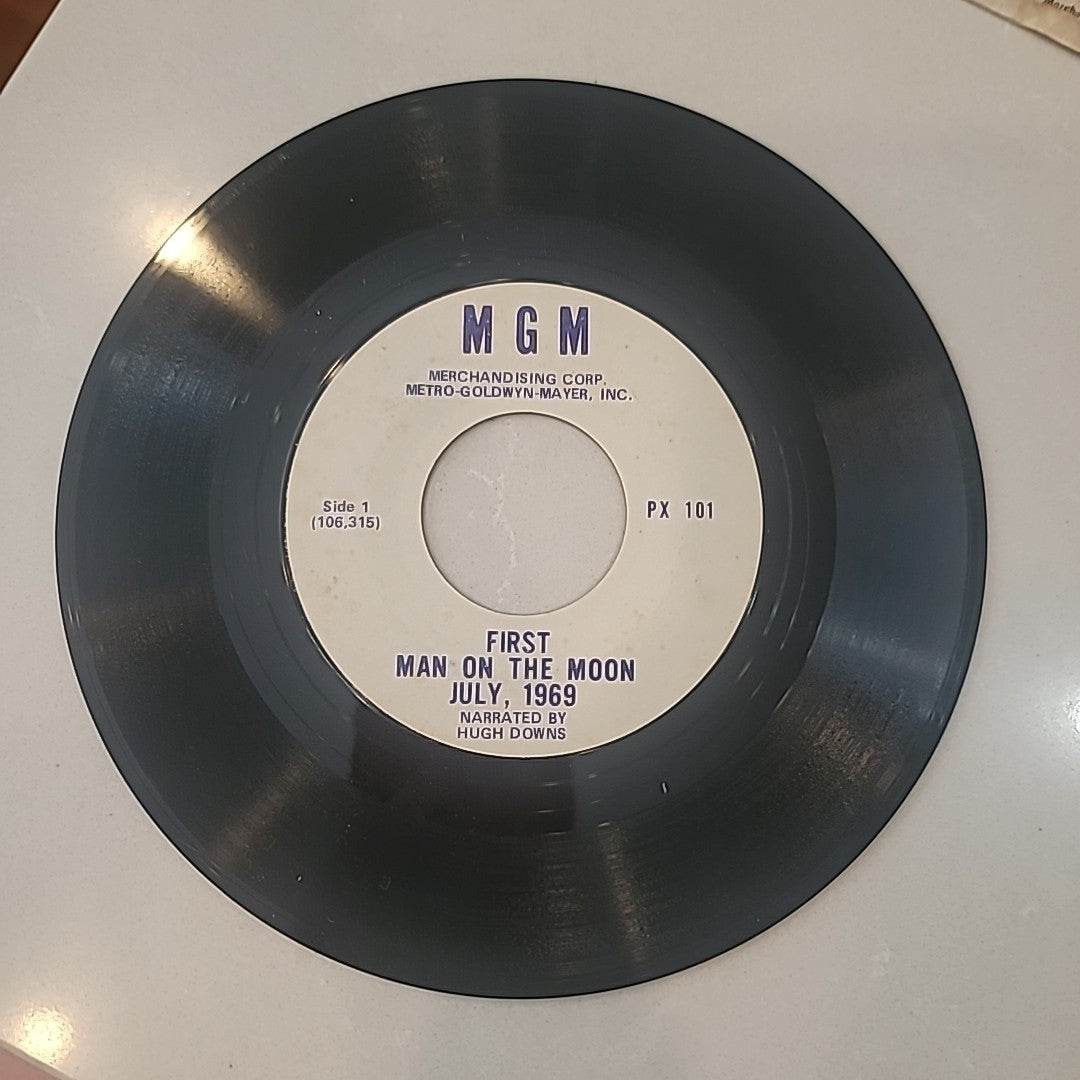 MGM
MERCHANDISING CORP.
METRO-GOLDWYN-MAYER, INC.
Side 1
(106,315)
PX 101
FIRST
MAN ON THE MOON
JULY, 1969
NARRATED BY
HUGH DOWNS